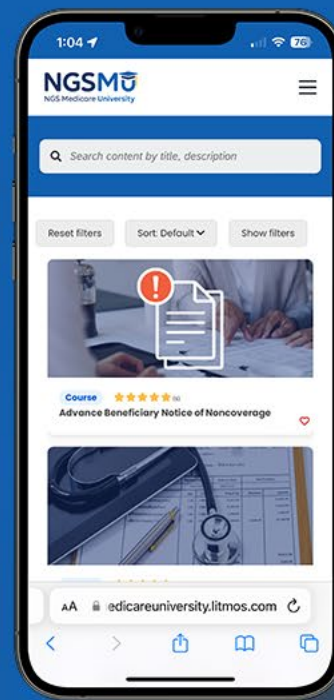 1:04
76
NGSMU
NGS Medicare University
Search content by title, description
Reset filters
Sort: Default
Show filters
!
Course
Advance Beneficiary Notice of Noncoverage
AA edicareuniversity.litmos.com